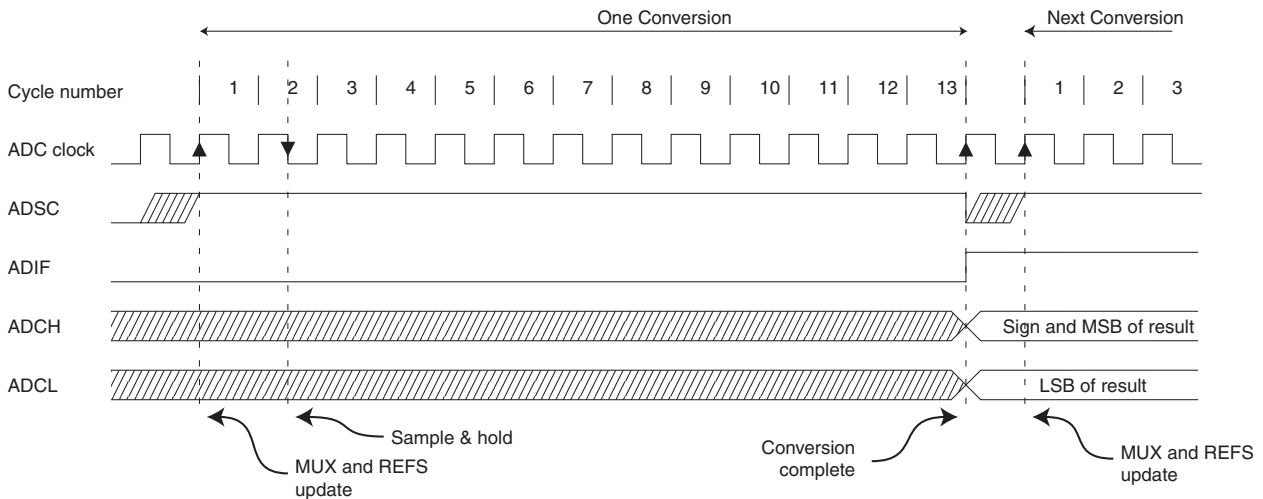 One Conversion
Next Conversion
Cycle number
1 2 3 4 5 6 7 8 9 10 11 12 13 1 2 3
ADC clock
ADSC
ADIF
ADCH
Sign and MSB of result
ADCL
LSB of result
Sample & hold
MUX and REFS
update
Conversion
complete
MUX and REFS
update